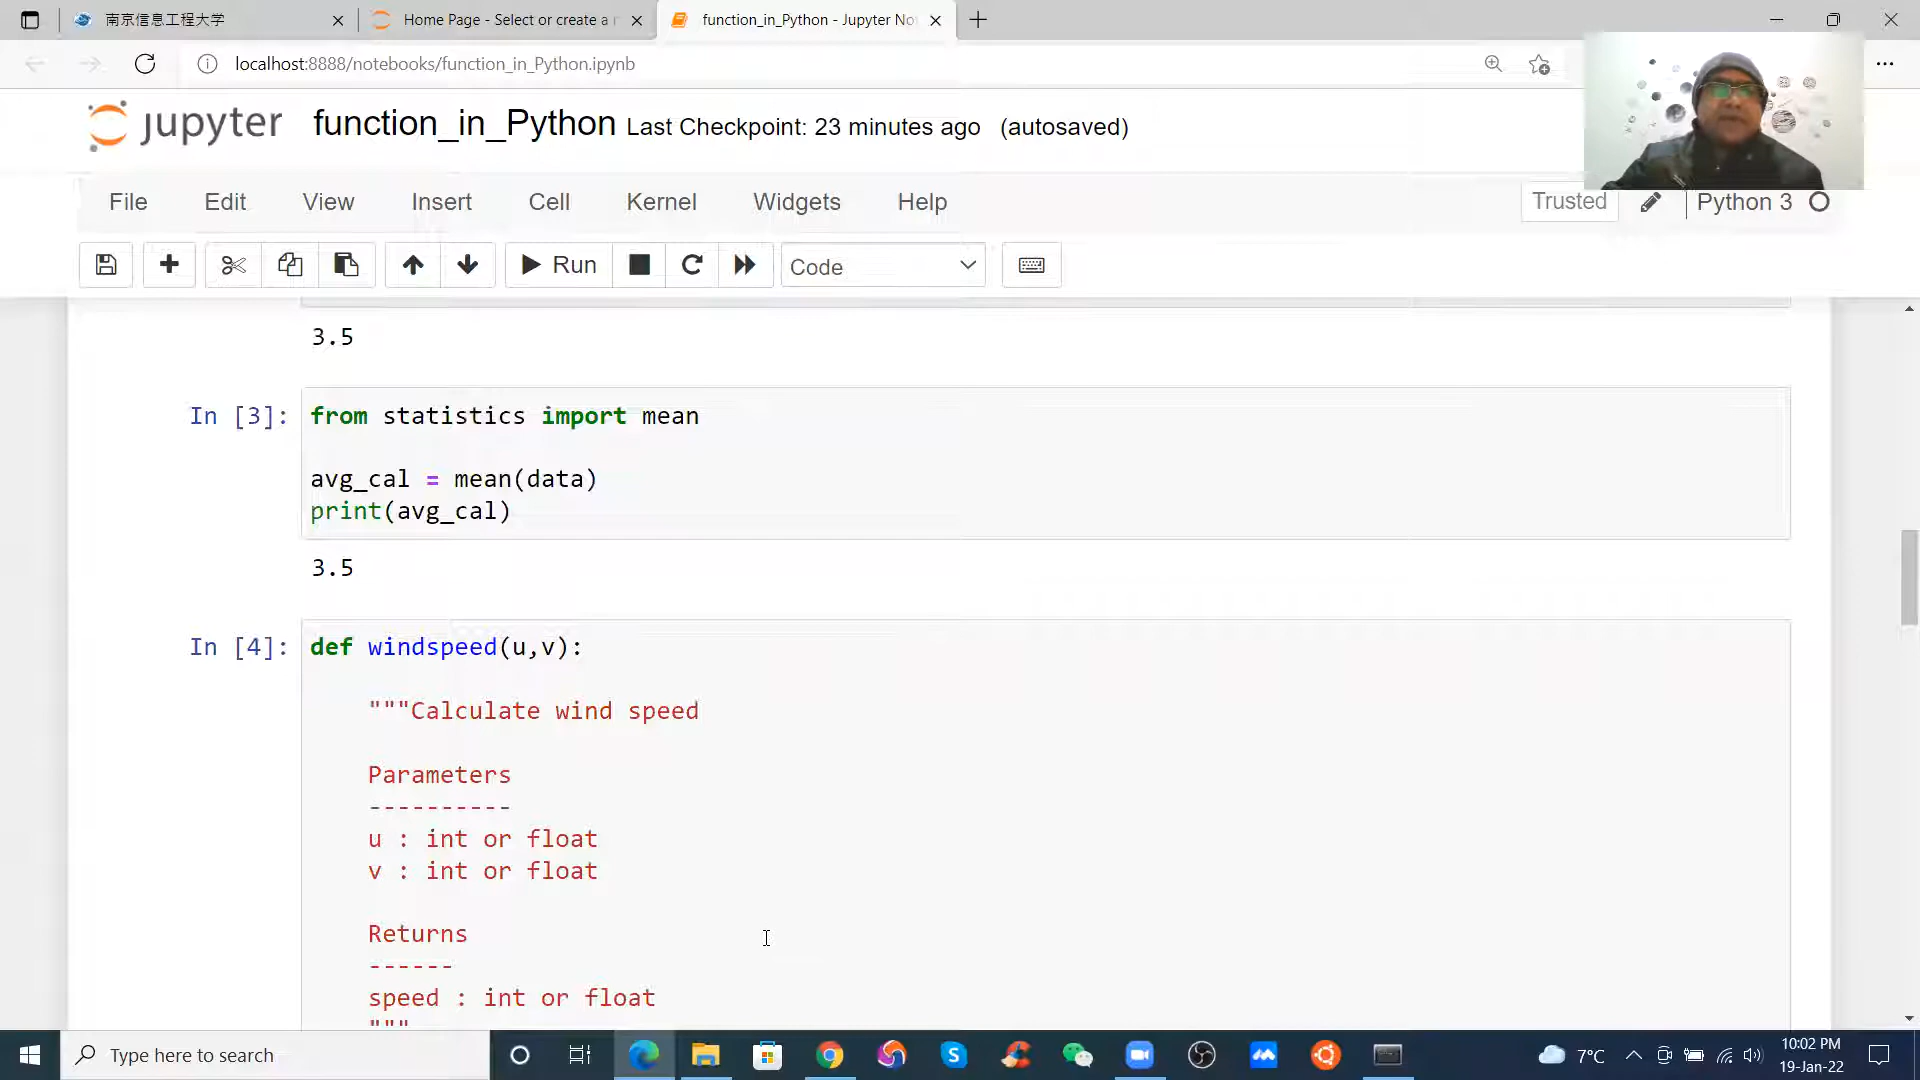 南京信息工程大学
Home Page - Select or create a
function_in_Python - Jupyter No
localhost:8888/notebooks/function_in_Python.ipynb
jupyter function_in_Python Last Checkpoint: 23 minutes ago (autosaved)
File Edit View Insert Cell Kernel Widgets Help Trusted Python 3
Run Code
3.5
In [3]: from statistics import mean
avg_cal = mean(data)
print(avg_cal)
3.5
In [4]: def windspeed(u,v):
"""Calculate wind speed
Parameters
----------
u : int or float
v : int or float
Returns
------
speed : int or float
"""
Type here to search
7°C
10:02 PM
19-Jan-22